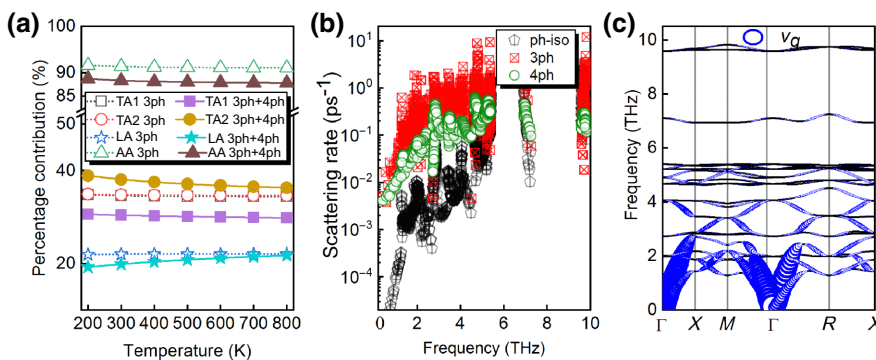 (a)
100
90
85
50
40
20
Percentage contribution (%)
TA1 3ph
TA1 3ph+4ph
TA2 3ph
TA2 3ph+4ph
LA 3ph
LA 3ph+4ph
AA 3ph
AA 3ph+4ph
200 300 400 500 600 700 800
Temperature (K)
(b)
10¹
10⁰
10⁻¹
10⁻²
10⁻³
10⁻⁴
Scattering rate (ps⁻¹)
ph-iso
3ph
4ph
0 2 4 6 8 10
Frequency (THz)
(c)
v_g
10
8
6
4
2
0
Frequency (THz)
Γ X M Γ R X